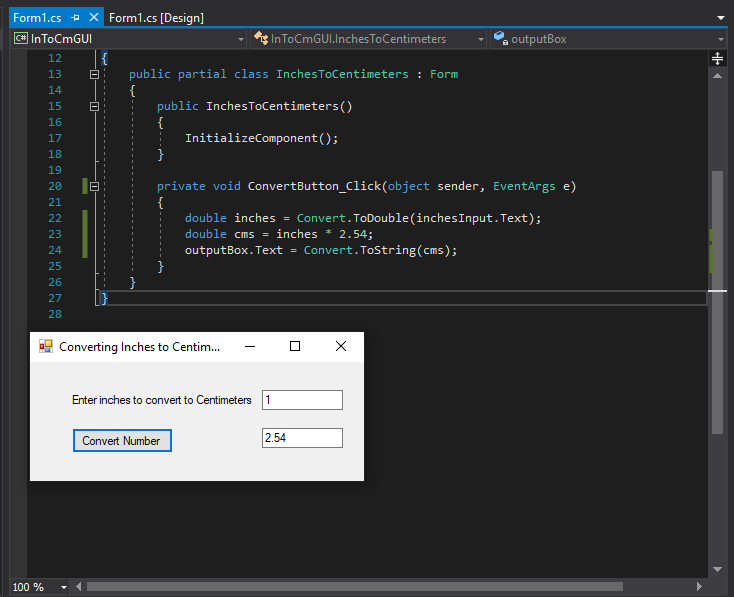 Form1.cs Form1.cs [Design]
C# InToCmGUI InToCmGUI.InchesToCentimeters outputBox
12 {
13 public partial class InchesToCentimeters : Form
14 {
15 public InchesToCentimeters()
16 {
17 InitializeComponent();
18 }
19
20 private void ConvertButton_Click(object sender, EventArgs e)
21 {
22 double inches = Convert.ToDouble(inchesInput.Text);
23 double cms = inches * 2.54;
24 outputBox.Text = Convert.ToString(cms);
25 }
26 }
27 }
28
Converting Inches to Centim...
Enter inches to convert to Centimeters 1
Convert Number 2.54
100 %